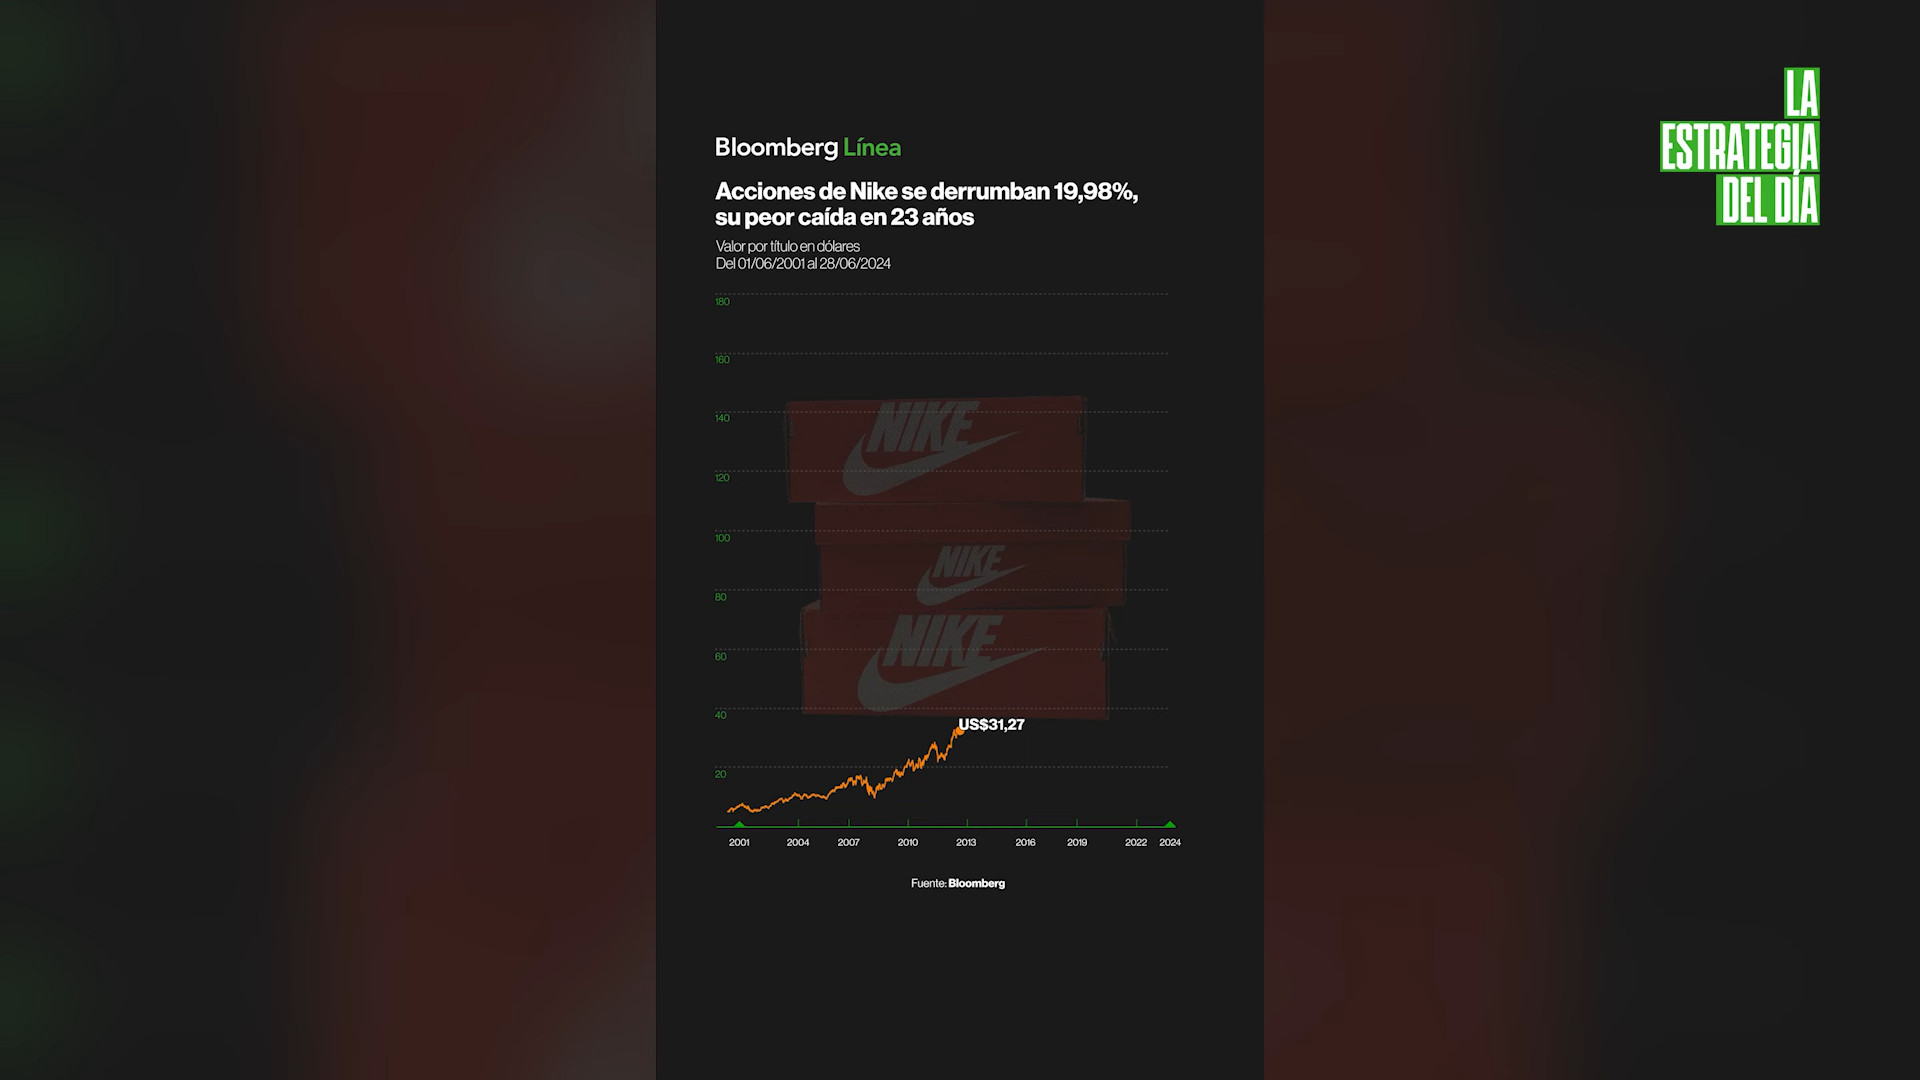 LA
ESTRATEGIA
DEL DÍA
Bloomberg Línea
Acciones de Nike se derrumban 19,98%,
su peor caída en 23 años
Valor por título en dólares
Del 01/06/2001 al 28/06/2024
180
160
140
120
100
80
60
40
20
NIKE
NIKE
NIKE
US$31,27
2001 2004 2007 2010 2013 2016 2019 2022 2024
Fuente: Bloomberg